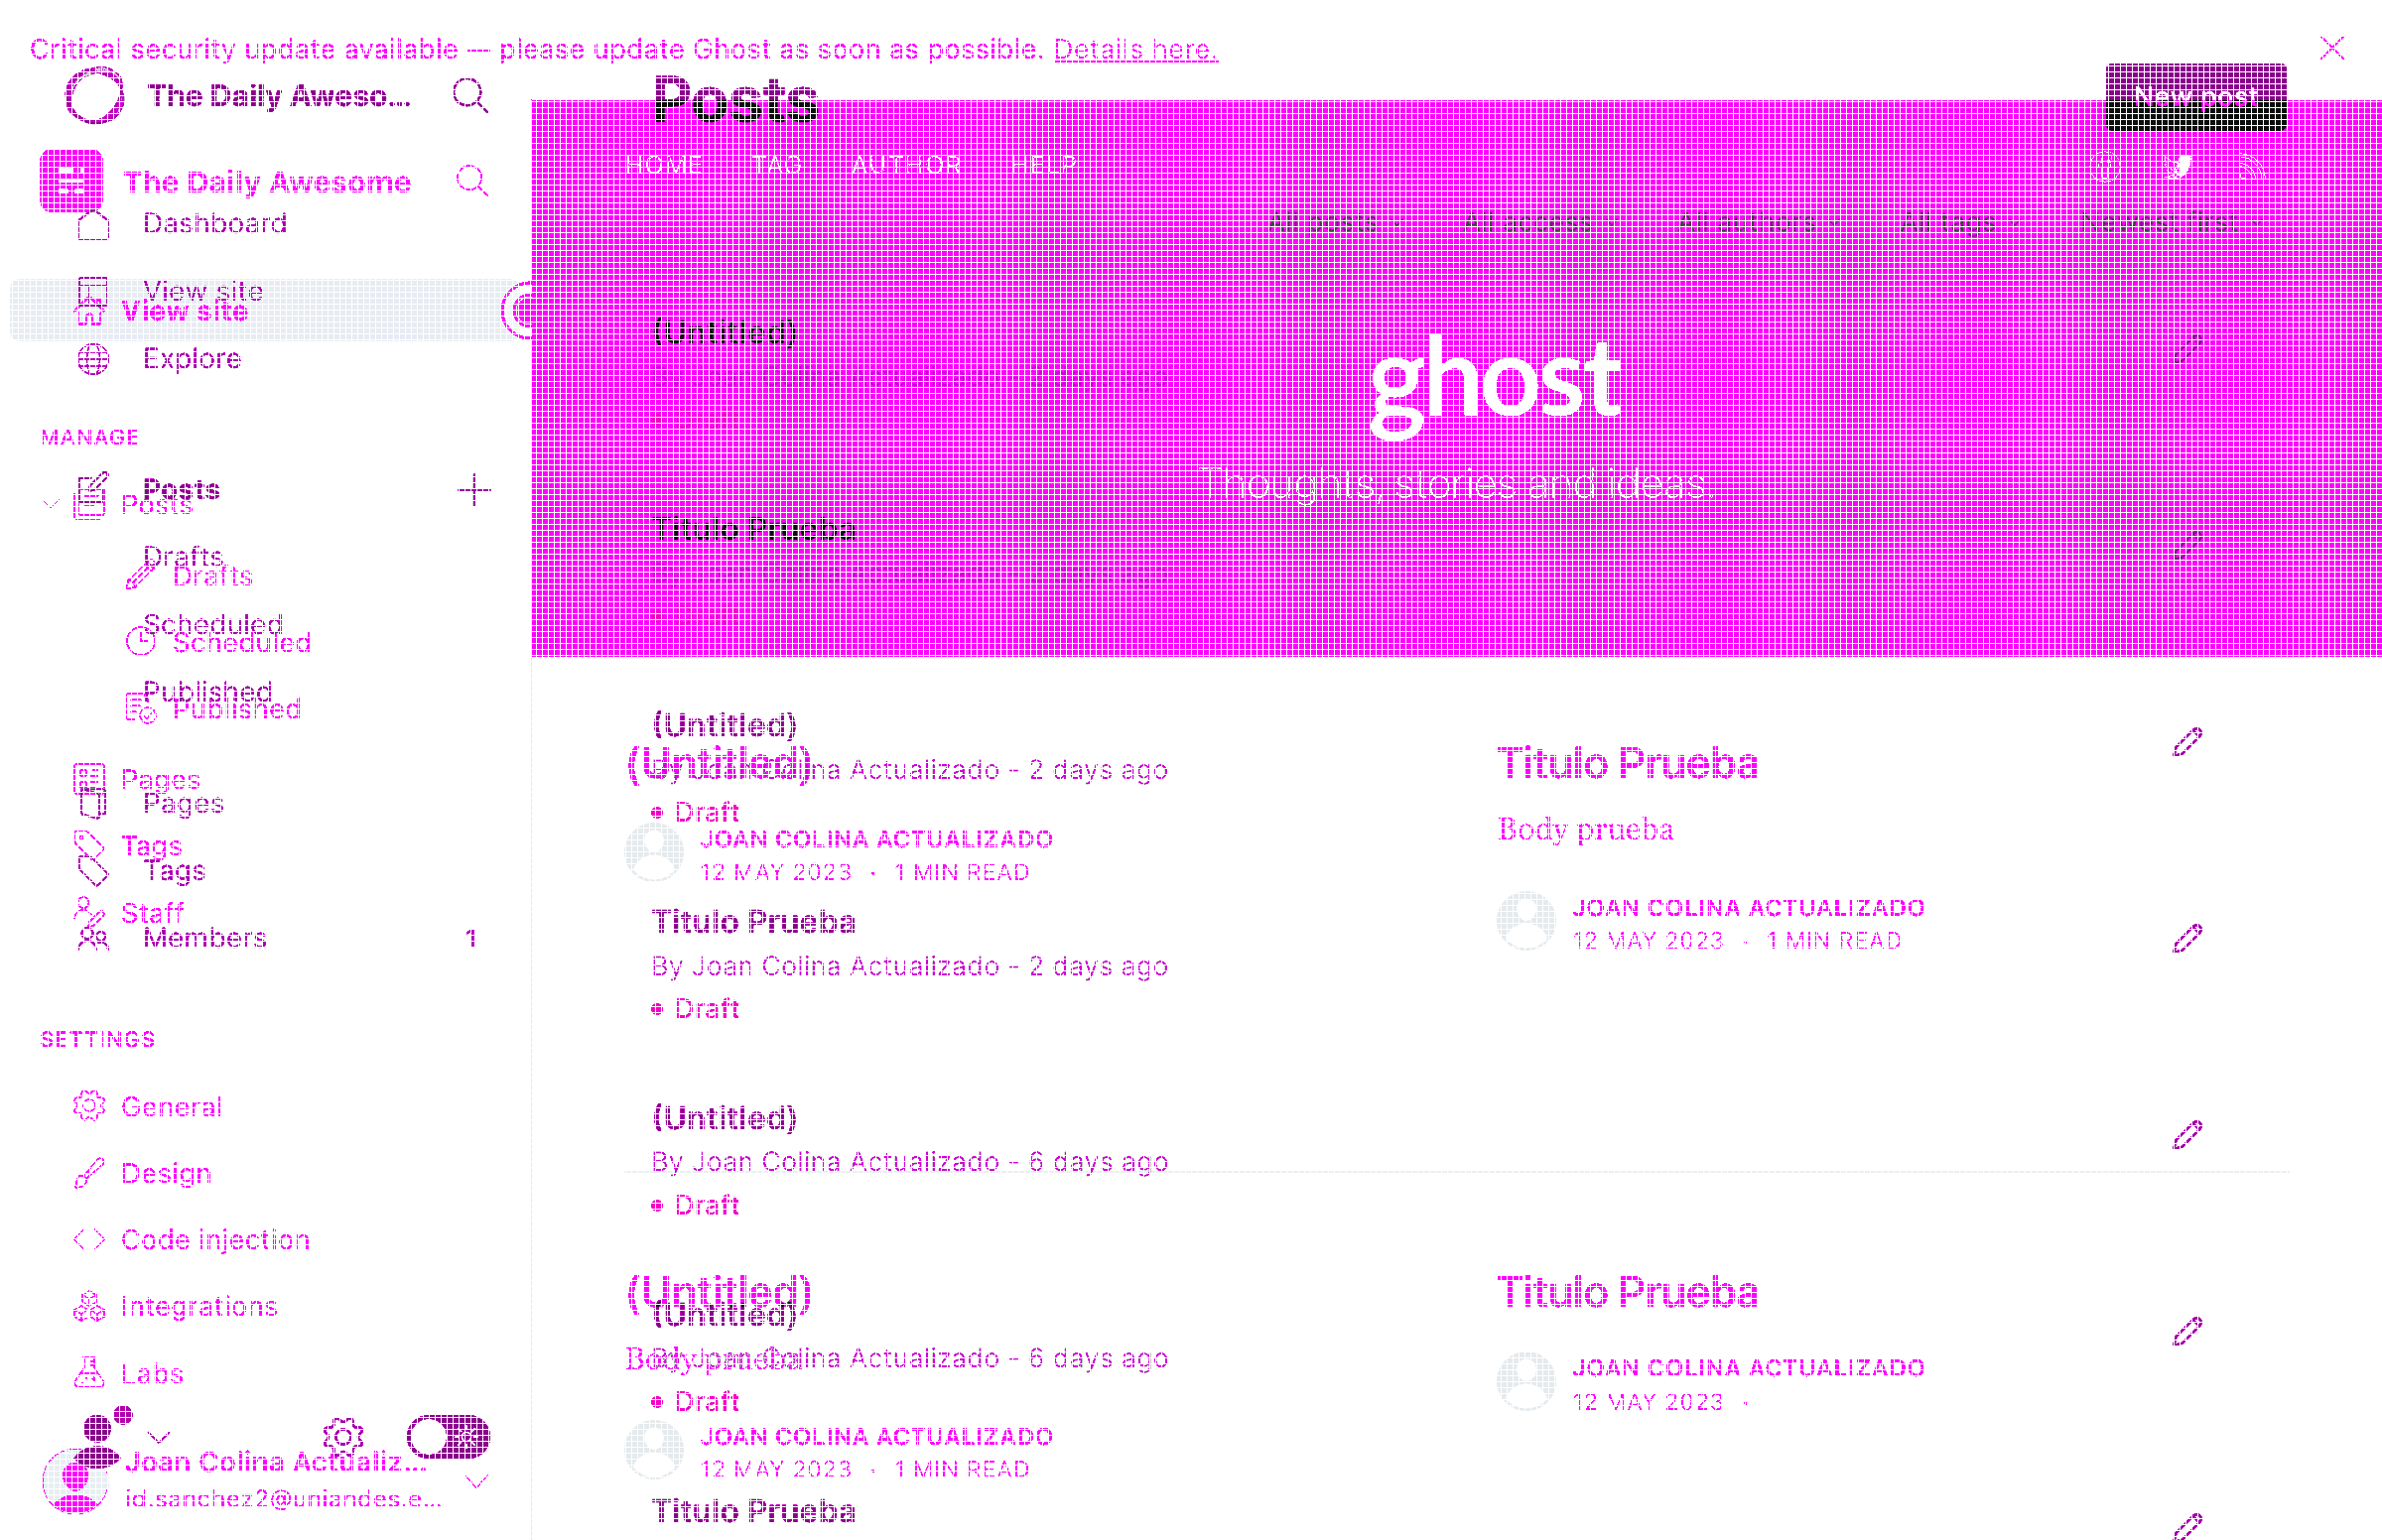 Critical security update available — please update Ghost as soon as possible. Details here.
The Daily Aweso...
Posts
New post
HOME TAG AUTHOR HELP
The Daily Awesome
Dashboard
All posts All access All authors All tags Newest first
View site
View site
(Untitled)
Explore
ghost
MANAGE
Thoughts, stories and ideas.
Posts
Posts
Titulo Prueba
Drafts
Drafts
Scheduled
Scheduled
Published
Published
(Untitled)
(Untitled)
Titulo Prueba
By Joan Colina Actualizado - 2 days ago
Pages
Pages
Draft
Body prueba
JOAN COLINA ACTUALIZADO
12 MAY 2023 • 1 MIN READ
Tags
Tags
Staff
Members 1
Titulo Prueba
JOAN COLINA ACTUALIZADO
12 MAY 2023 • 1 MIN READ
By Joan Colina Actualizado - 2 days ago
Draft
SETTINGS
General
(Untitled)
By Joan Colina Actualizado - 6 days ago
Design
Draft
Code injection
Integrations
(Untitled)
Titulo Prueba
(Untitled)
Body prueba
By Joan Colina Actualizado - 6 days ago
Labs
JOAN COLINA ACTUALIZADO
12 MAY 2023 •
Draft
JOAN COLINA ACTUALIZADO
12 MAY 2023 • 1 MIN READ
Joan Colina Actualiz...
id.sanchez2@uniandes.e...
Titulo Prueba